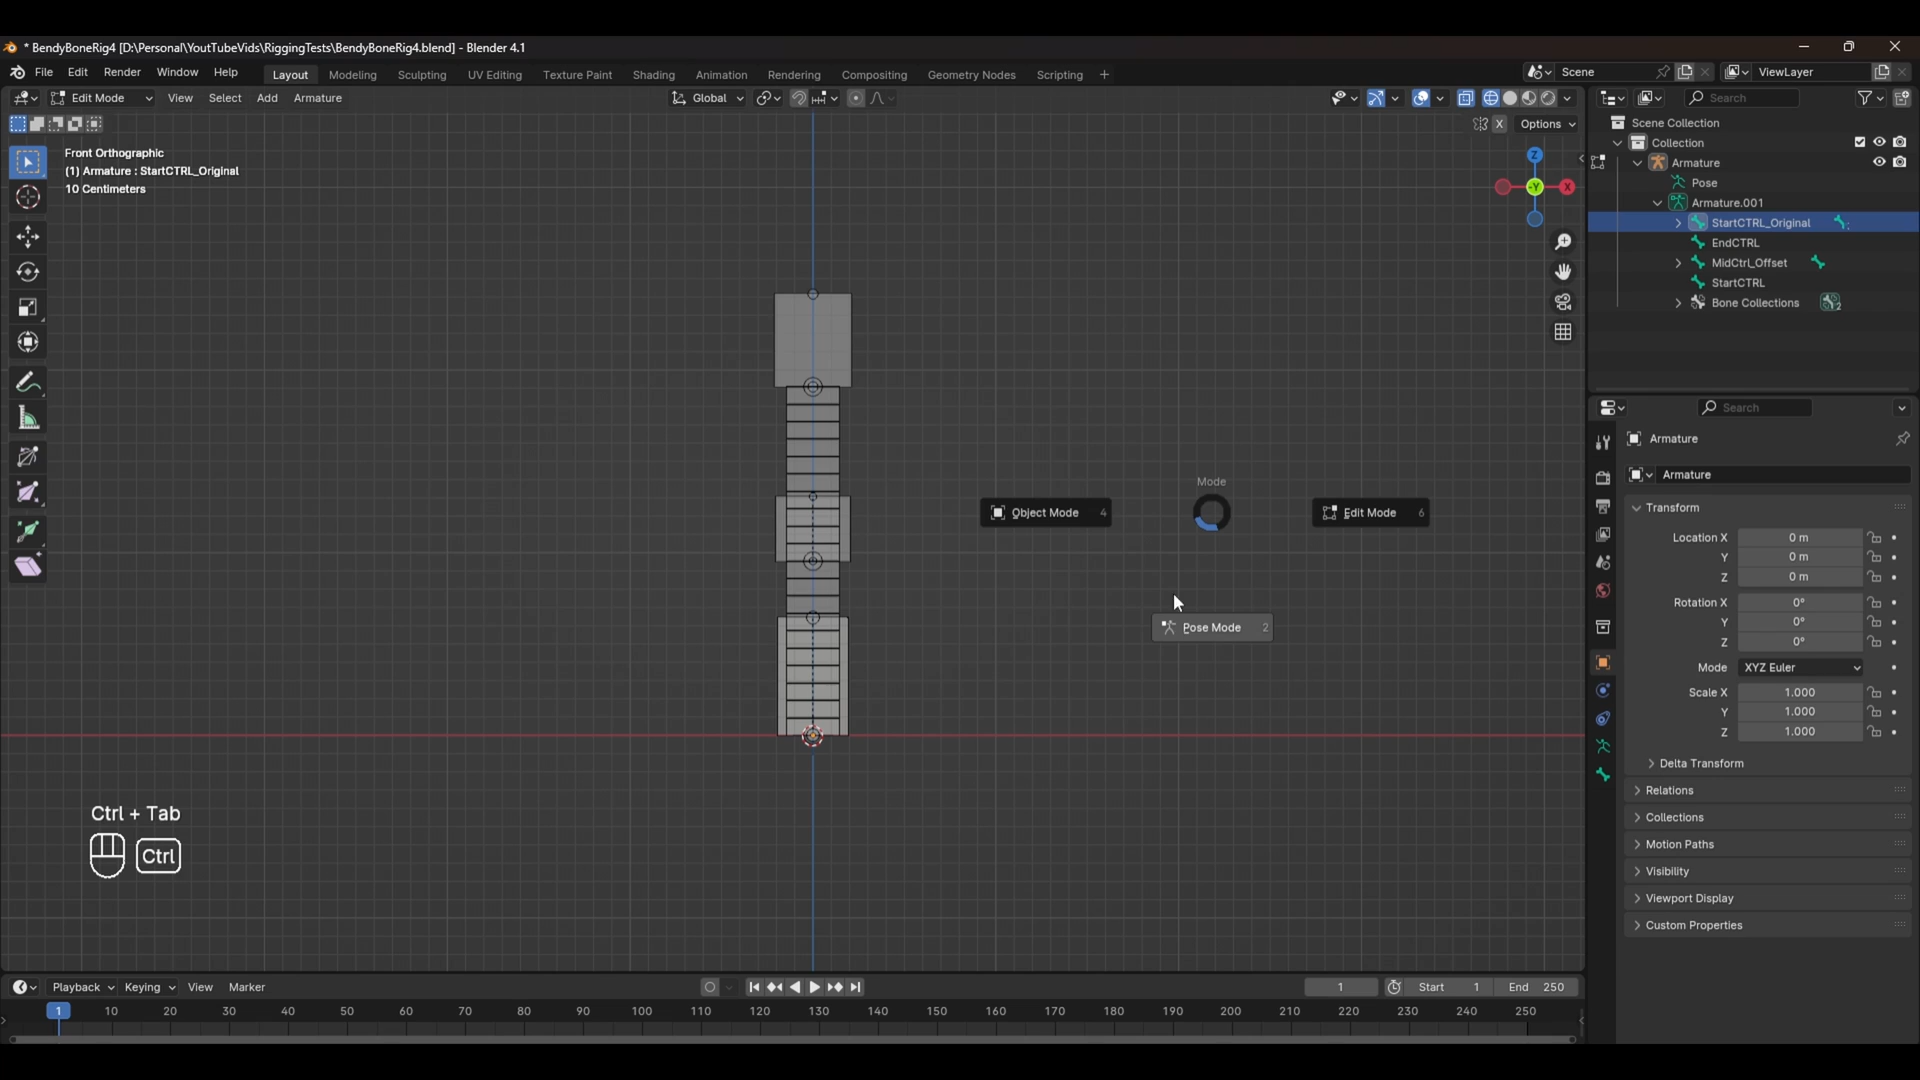 * BendyBoneRig4 [D:\Personal\YoutTubeVids\RiggingTests\BendyBoneRig4.blend] - Blender 4.1
File Edit Render Window Help Layout Modeling Sculpting UV Editing Texture Paint Shading Animation Rendering Compositing Geometry Nodes Scripting + Scene ViewLayer
Edit Mode View Select Add Armature Global Search
X Options
Front Orthographic
(1) Armature : StartCTRL_Original
10 Centimeters
Z
-Y
X
Scene Collection
Collection
Armature
Pose
Armature.001
StartCTRL_Original
EndCTRL
MidCtrl_Offset
StartCTRL
Bone Collections 2
Search
Armature
Armature
Transform
Location X 0 m
Y 0 m
Z 0 m
Rotation X 0°
Y 0°
Z 0°
Mode XYZ Euler
Scale X 1.000
Y 1.000
Z 1.000
Delta Transform
Relations
Collections
Motion Paths
Visibility
Viewport Display
Custom Properties
Mode
Object Mode 4
Edit Mode 6
Pose Mode 2
Ctrl + Tab
Ctrl
Playback Keying View Marker 1 Start 1 End 250
1 10 20 30 40 50 60 70 80 90 100 110 120 130 140 150 160 170 180 190 200 210 220 230 240 250